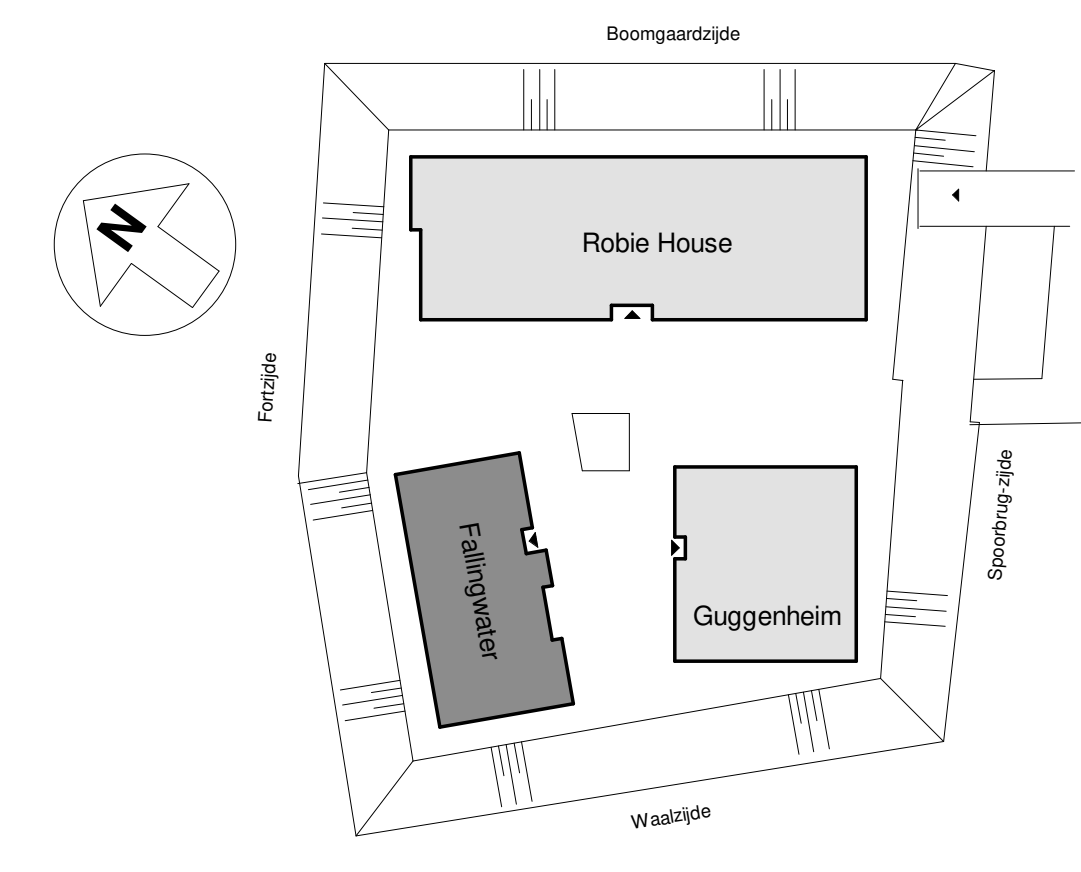 Boomgaardzijde
N
Robie House
Fortzijde
Fallingwater
Guggenheim
Spoorbrug-zijde
Waalzijde